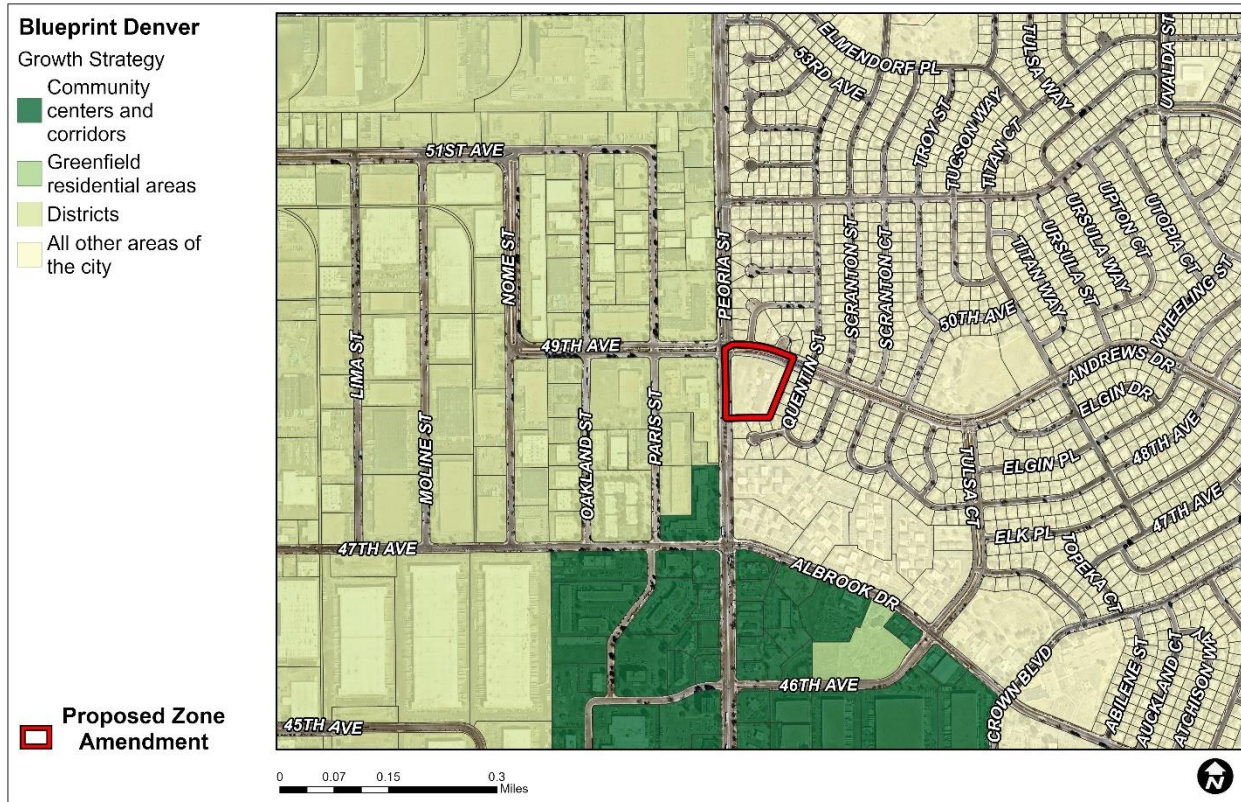 Blueprint Denver
Growth Strategy
Community
centers and
corridors
Greenfield
residential areas
Districts
All other areas of
the city
Proposed Zone
Amendment
ELMENDORF PL
53RD AVE
TULSA WAY
UVALDA ST
TROY ST
TUCSON WAY
TITAN CT
51ST AVE
NOME ST
PEORIA ST
SCRANTON ST
SCRANTON CT
UPTON CT
UTOPIA CT
URSULA WAY
URSULA ST
TITAN WAY
WHEELING ST
50TH AVE
49TH AVE
LIMA ST
MOLINE ST
OAKLAND ST
PARIS ST
QUENTIN ST
ANDREWS DR
ELGIN DR
48TH AVE
ELGIN PL
TULSA CT
47TH AVE
ELK PL
TOPEKA CT
47TH AVE
ALBROOK DR
46TH AVE
CROWN BLVD
ABILENE ST
AUCKLAND CT
ATCHISON WY
45TH AVE
0 0.07 0.15 0.3
Miles
N